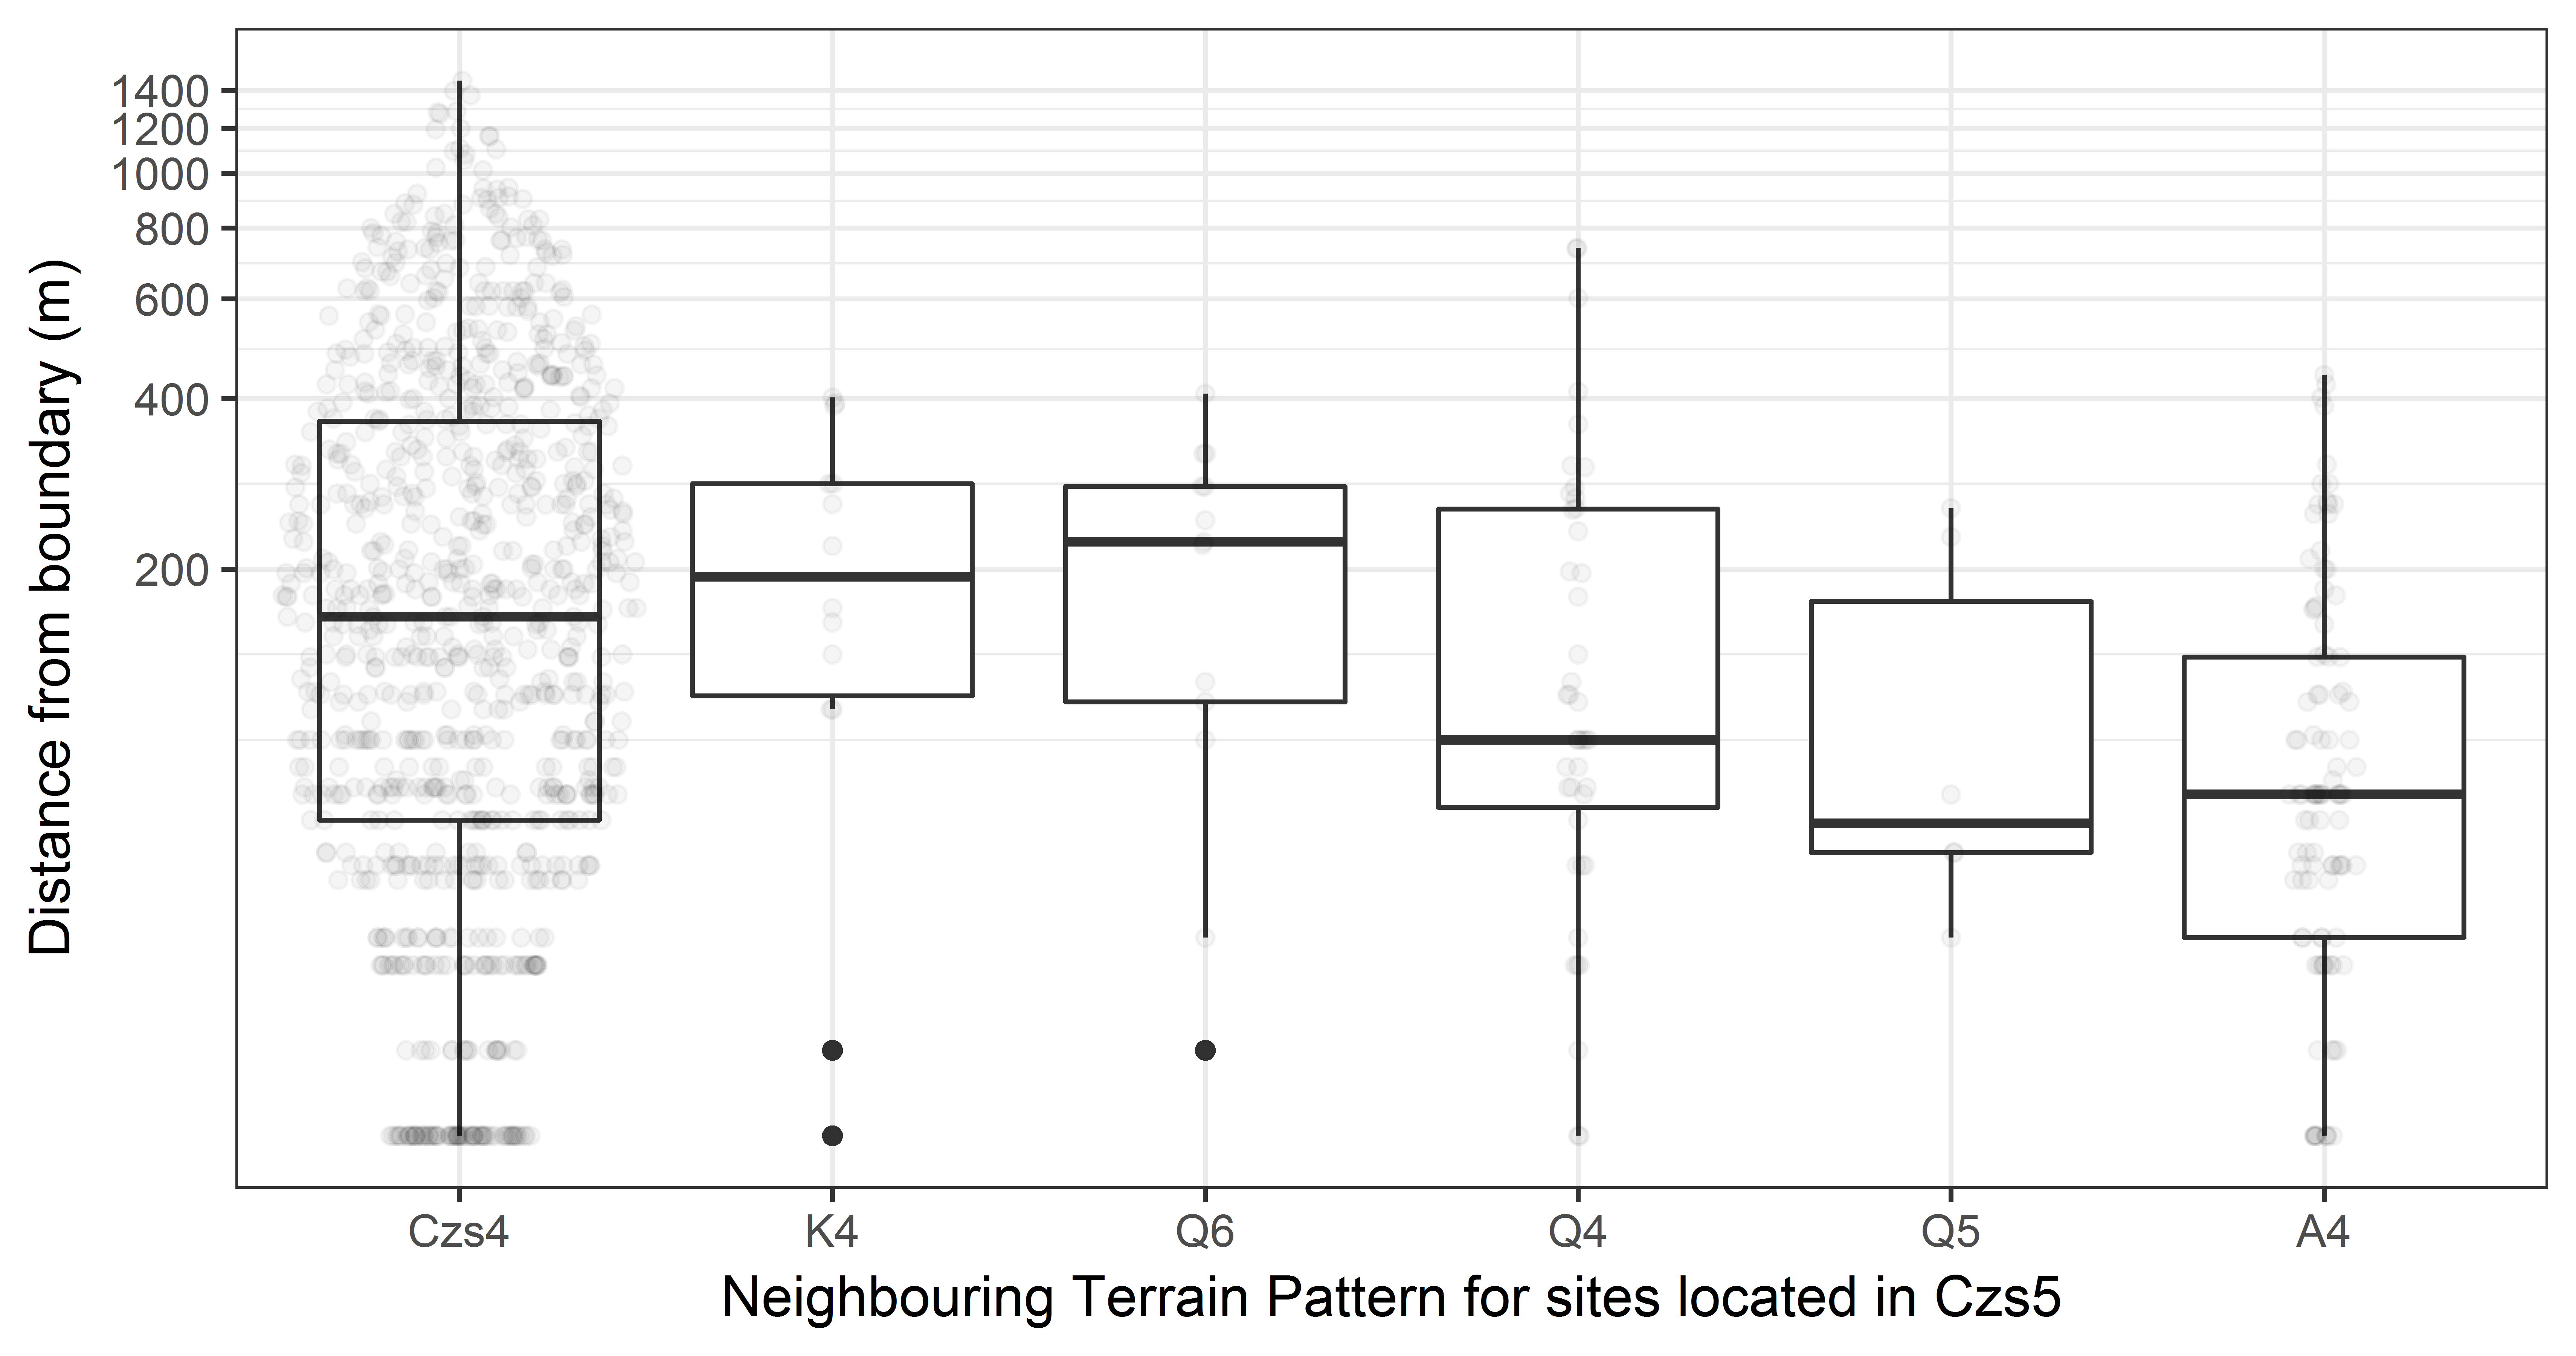 Distance from boundary (m)
1400
1200
1000
800
600
400
200
Czs4 K4 Q6 Q4 Q5 A4
Neighbouring Terrain Pattern for sites located in Czs5